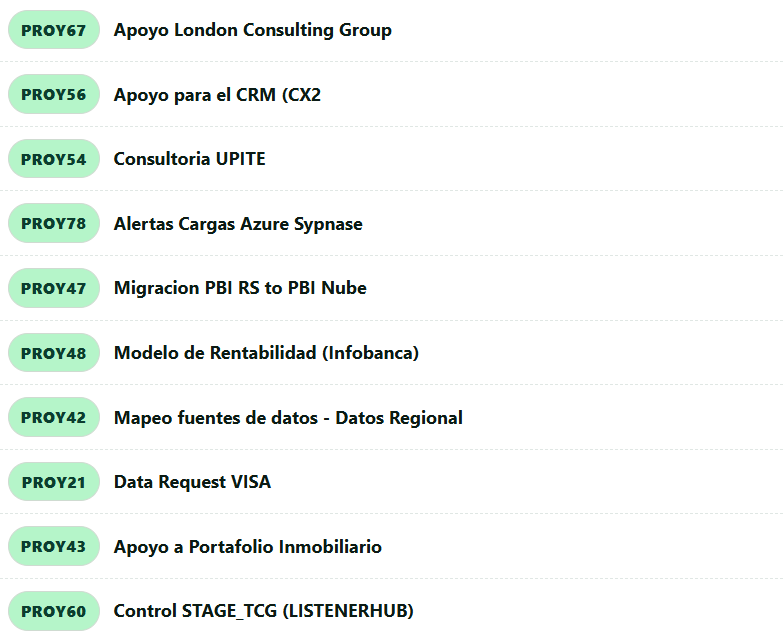 PROY67 Apoyo London Consulting Group
PROY56 Apoyo para el CRM (CX2
PROY54 Consultoria UPITE
PROY78 Alertas Cargas Azure Sypnase
PROY47 Migracion PBI RS to PBI Nube
PROY48 Modelo de Rentabilidad (Infobanca)
PROY42 Mapeo fuentes de datos - Datos Regional
PROY21 Data Request VISA
PROY43 Apoyo a Portafolio Inmobiliario
PROY60 Control STAGE_TCG (LISTENERHUB)